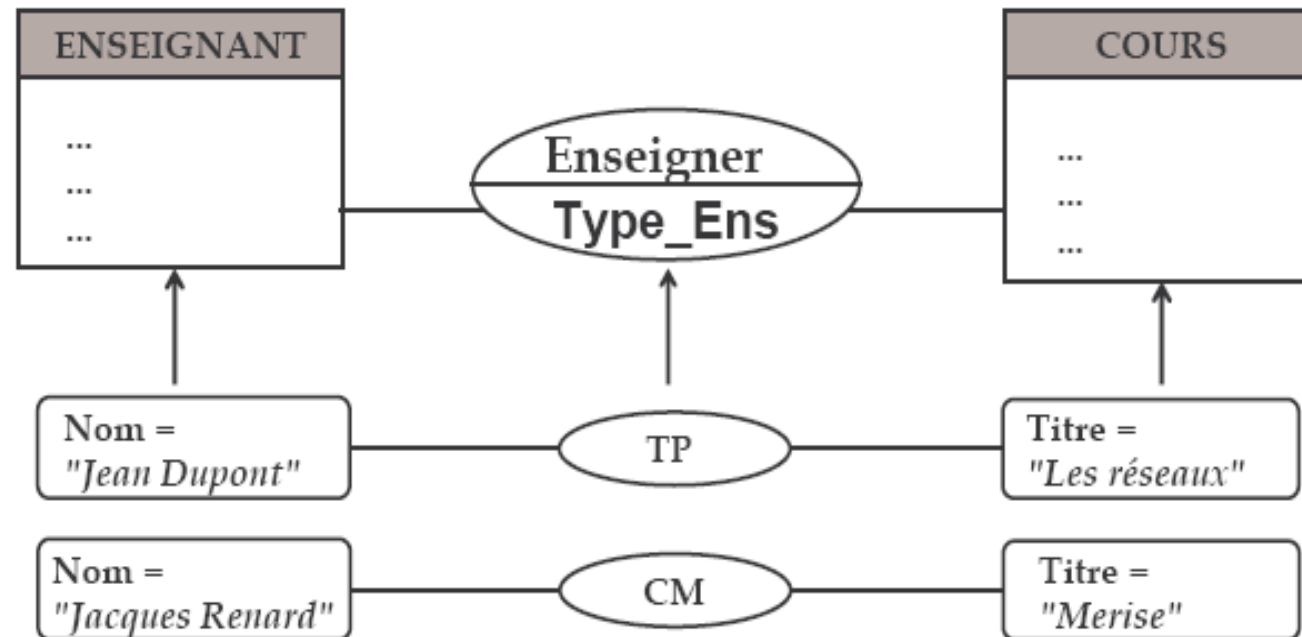 ENSEIGNANT
...
...
...
Enseigner
Type_Ens
COURS
...
...
...
Nom =
"Jean Dupont"
TP
Titre =
"Les réseaux"
Nom =
"Jacques Renard"
CM
Titre =
"Merise"